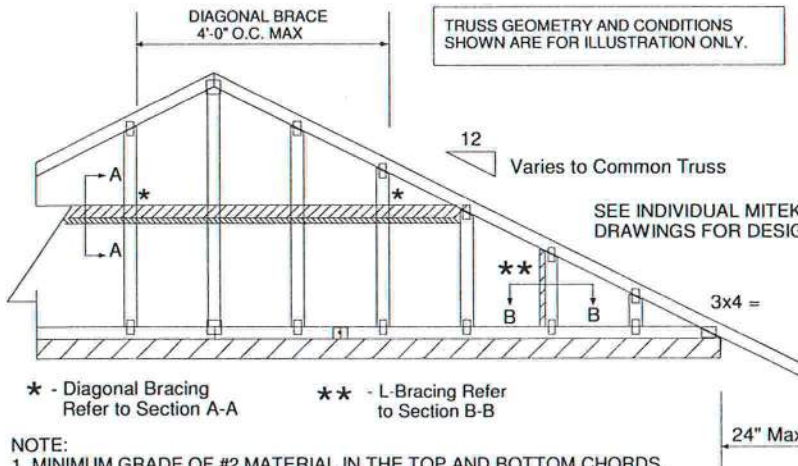 DIAGONAL BRACE
4'-0" O.C. MAX
TRUSS GEOMETRY AND CONDITIONS
SHOWN ARE FOR ILLUSTRATION ONLY.
12
Varies to Common Truss
A
*
*
SEE INDIVIDUAL MITEK
DRAWINGS FOR DESIG
A
**
B
B
3x4 =
* - Diagonal Bracing
Refer to Section A-A
** - L-Bracing Refer
to Section B-B
24" Max
NOTE:
1. MINIMUM GRADE OF #2 MATERIAL IN THE TOP AND BOTTOM CHORDS